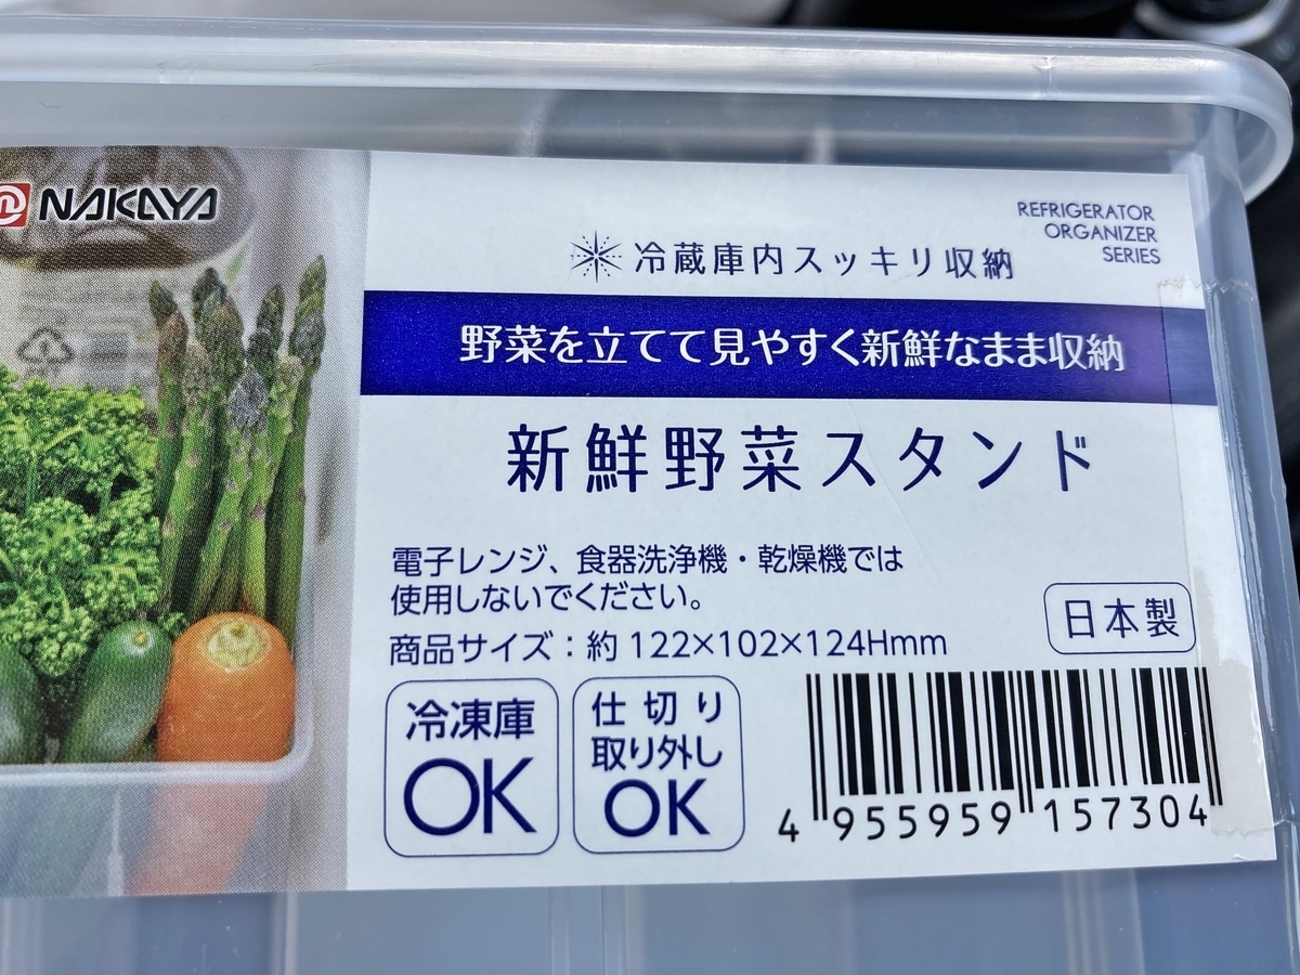 NAKAYA
REFRIGERATOR
ORGANIZER
SERIES
冷蔵庫内スッキリ収納
野菜を立てて見やすく新鮮なまま収納
新鮮野菜スタンド
電子レンジ、食器洗浄機・乾燥機では
使用しないでください。
商品サイズ：約 122×102×124Hmm
日本製
冷凍庫
OK
仕切り
取り外し
OK
4 955959 157304